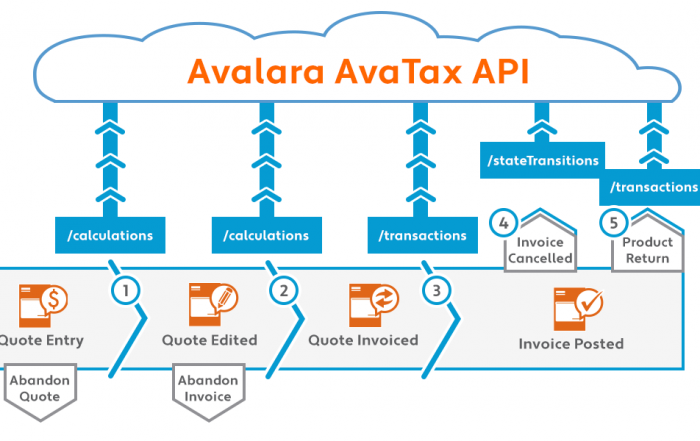 Avalara AvaTax API
/stateTransitions
/transactions
/calculations
/calculations
/transactions
4
Invoice
Cancelled
5
Product
Return
1
2
3
$
Quote Entry
Quote Edited
Quote Invoiced
Invoice Posted
Abandon
Quote
Abandon
Invoice